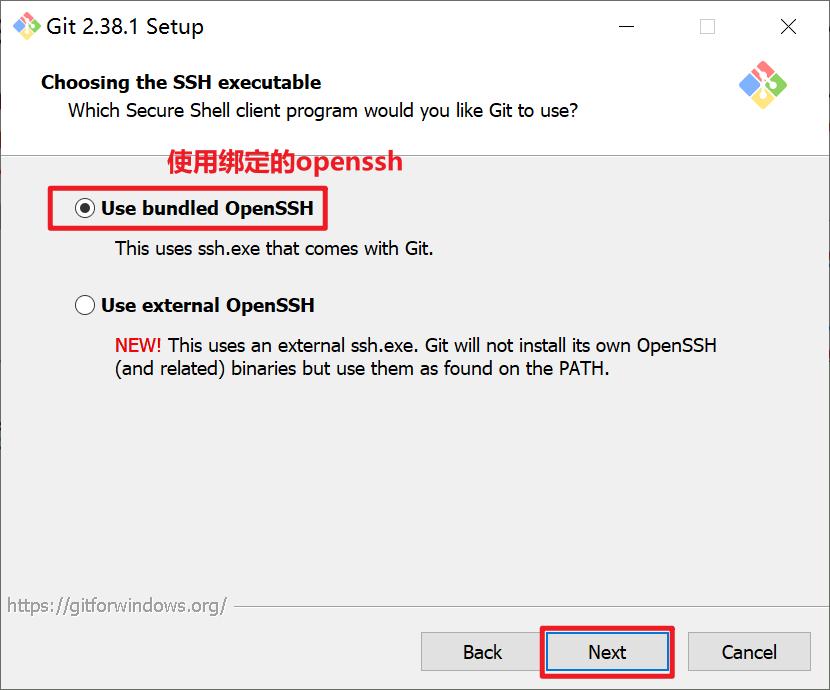 Git 2.38.1 Setup
Choosing the SSH executable
Which Secure Shell client program would you like Git to use?
使用绑定的openssh
Use bundled OpenSSH
This uses ssh.exe that comes with Git.
Use external OpenSSH
NEW! This uses an external ssh.exe. Git will not install its own OpenSSH
(and related) binaries but use them as found on the PATH.
https://gitforwindows.org/
Back Next Cancel